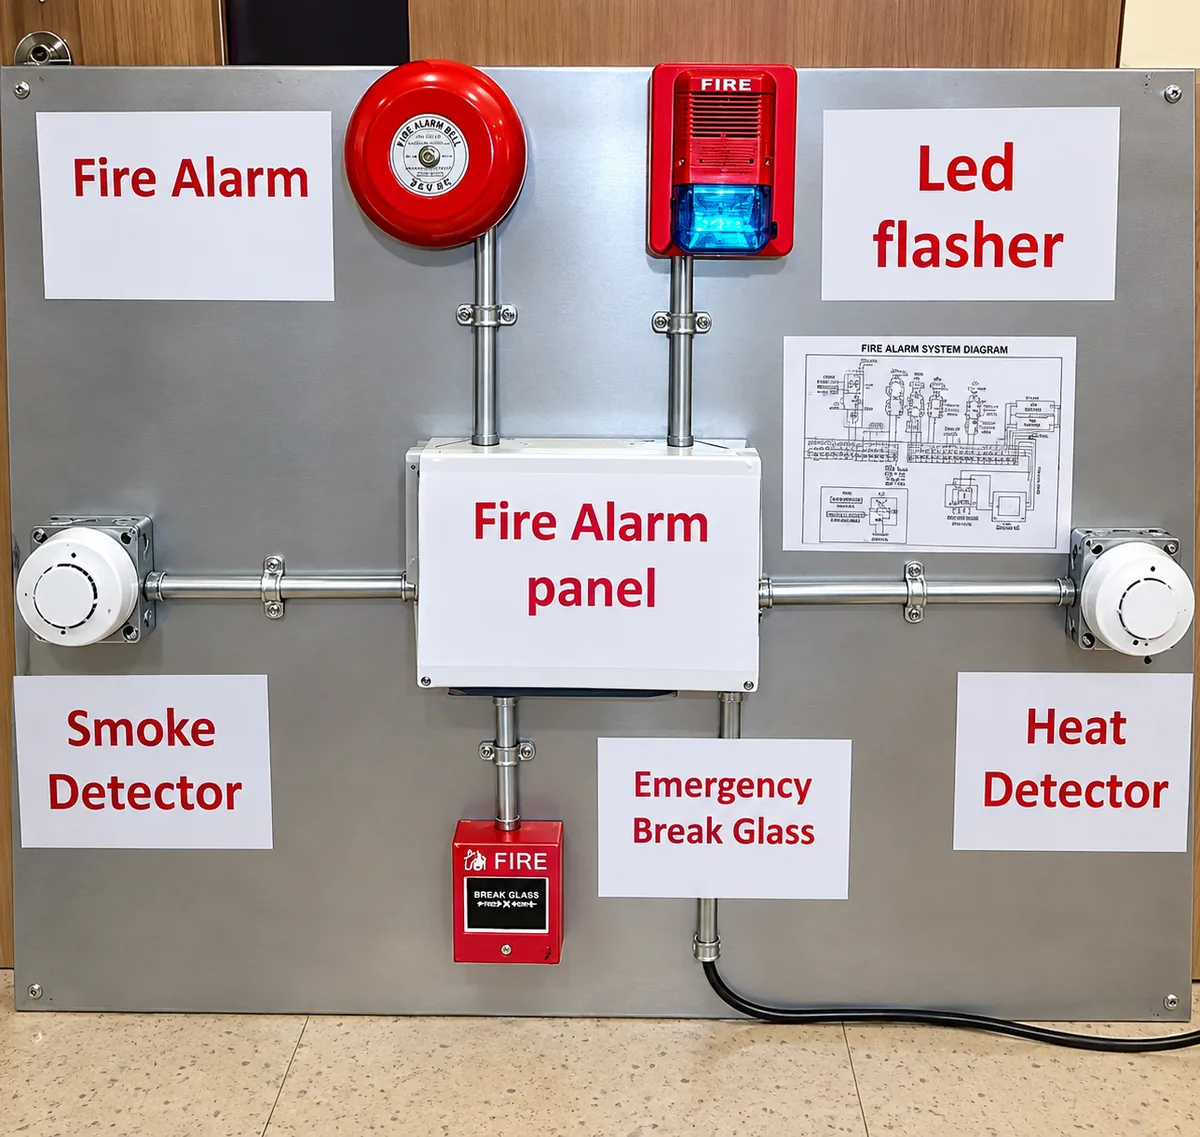 Fire Alarm
FIRE ALARM BELL
FIRE
Led
flasher
FIRE ALARM SYSTEM DIAGRAM
Fire Alarm
panel
Smoke
Detector
Heat
Detector
Emergency
Break Glass
FIRE
BREAK GLASS